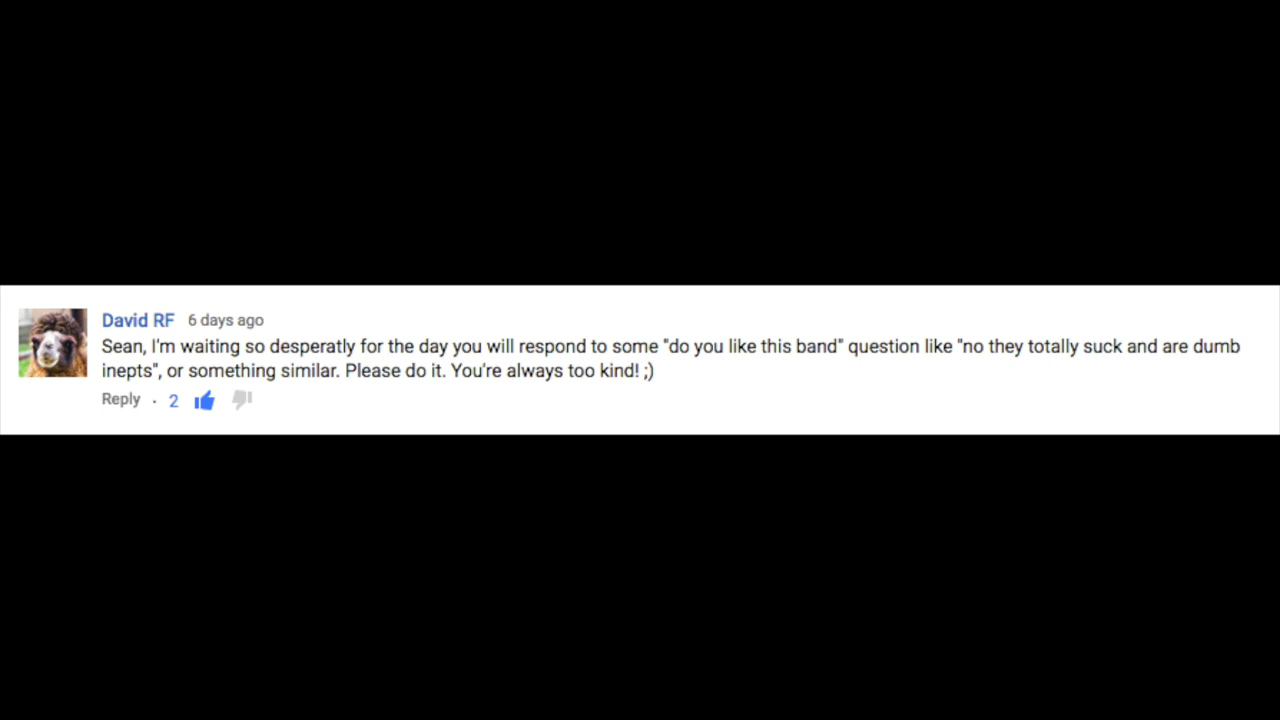 David RF 6 days ago
Sean, I'm waiting so desperatly for the day you will respond to some "do you like this band" question like "no they totally suck and are dumb
inepts", or something similar. Please do it. You're always too kind! ;)
Reply · 2